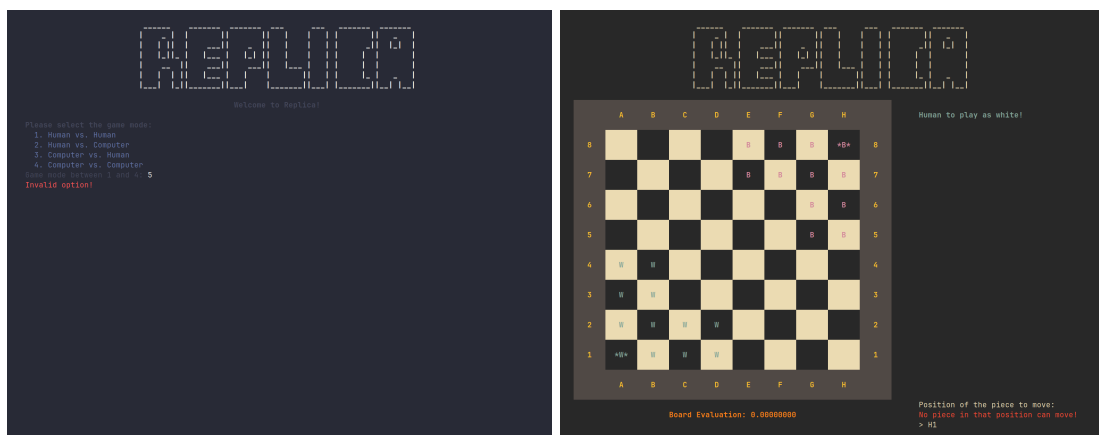 REPLICA
Welcome to Replica!
Please select the game mode:
1. Human vs. Human
2. Human vs. Computer
3. Computer vs. Human
4. Computer vs. Computer
Game mode between 1 and 4: 5
Invalid option!
REPLICA
A B C D E F G H
Human to play as white!
8 B B B *B* 8
7 B B B B 7
6 B B 6
5 B B 5
4 W W 4
3 W W 3
2 W W W W 2
1 *W* W W W 1
A B C D E F G H
Board Evaluation: 0.00000000
Position of the piece to move:
No piece in that position can move!
> H1